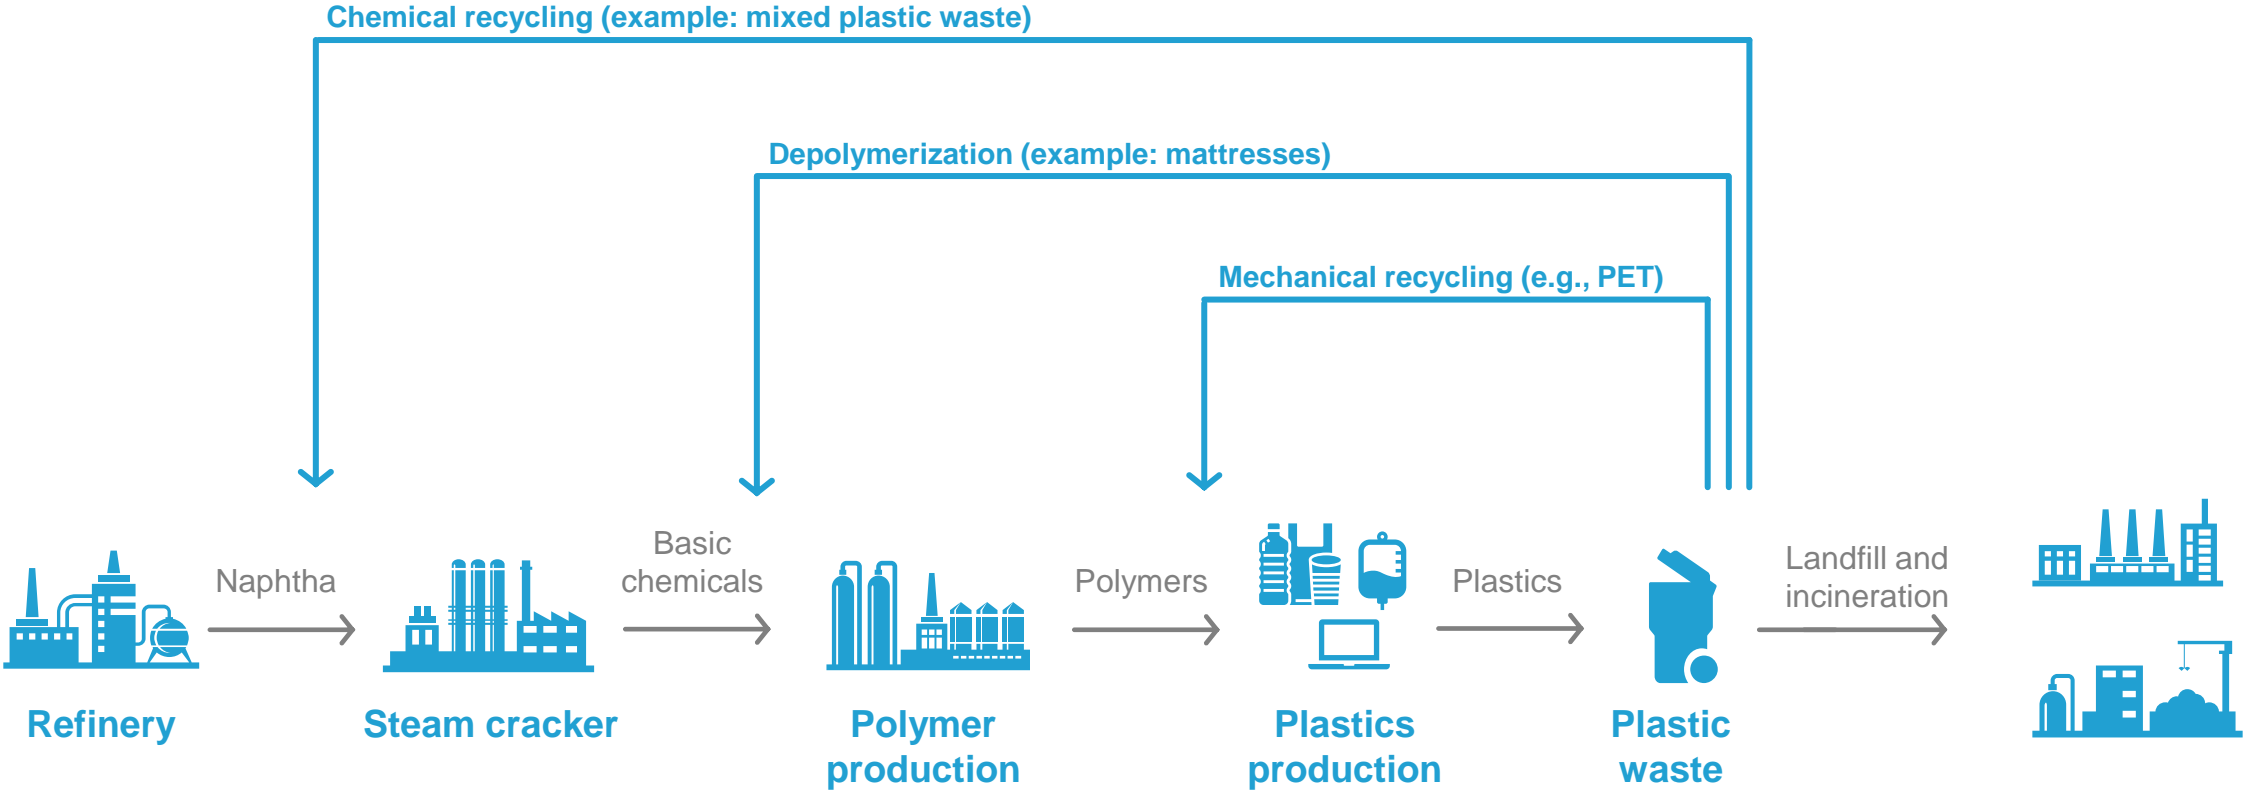 Chemical recycling (example: mixed plastic waste)
Depolymerization (example: mattresses)
Mechanical recycling (e.g., PET)
Naphtha
Basic
chemicals
Polymers
Plastics
Landfill and
incineration
Refinery
Steam cracker
Polymer
production
Plastics
production
Plastic
waste